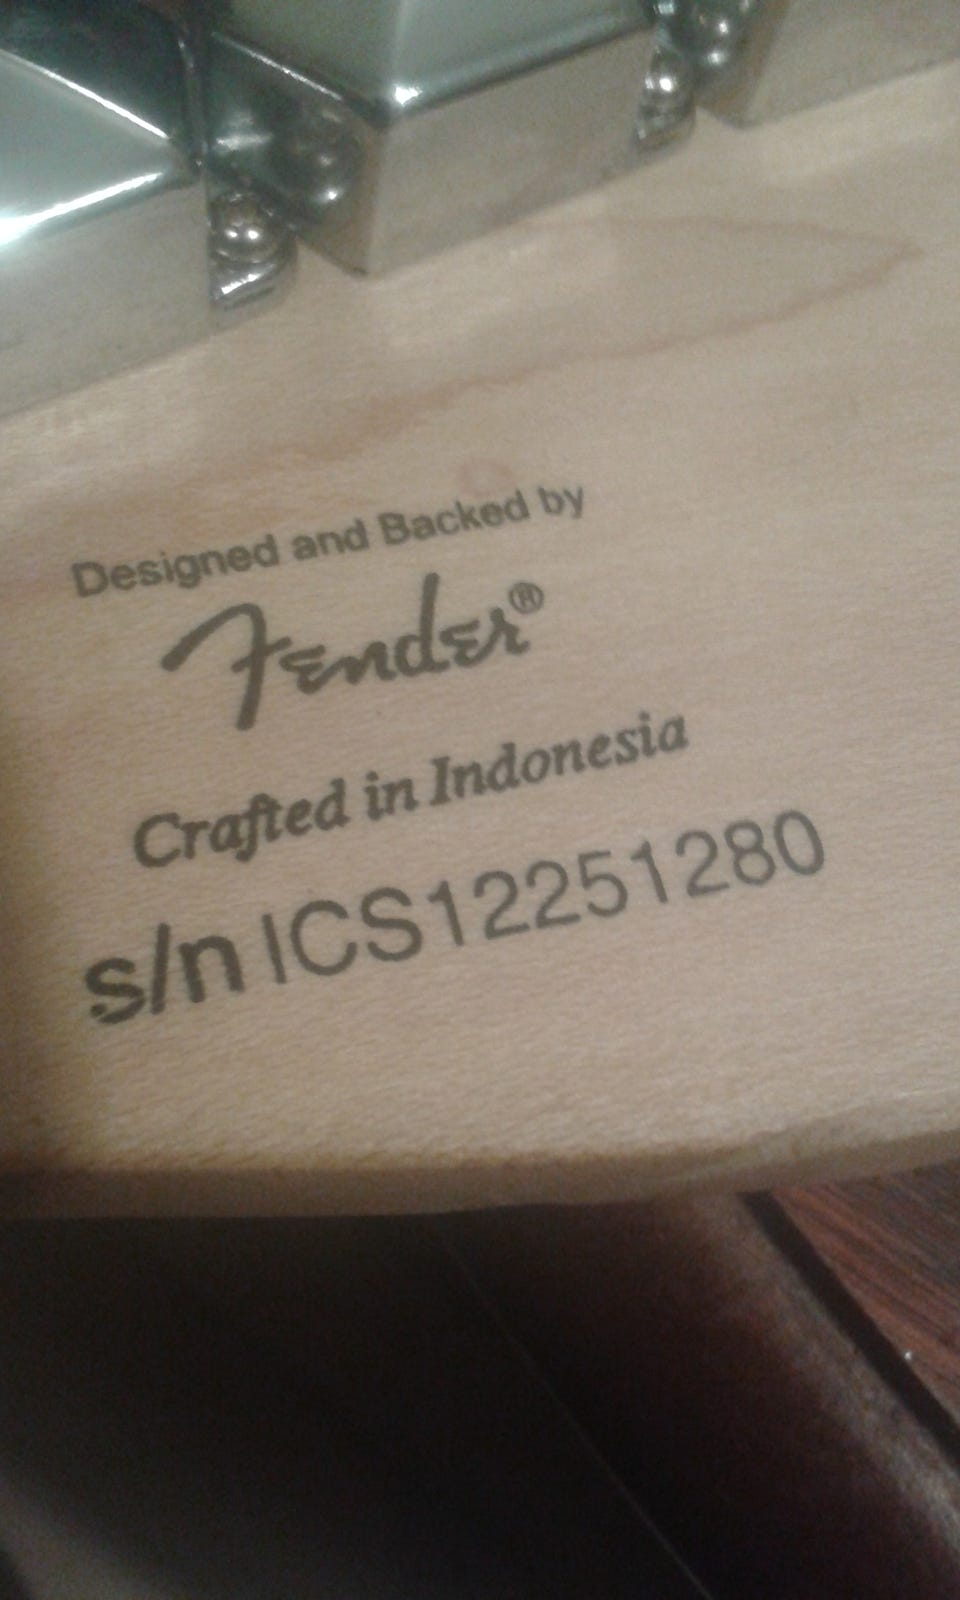 Designed and Backed by
Fender®
Crafted in Indonesia
s/n ICS12251280